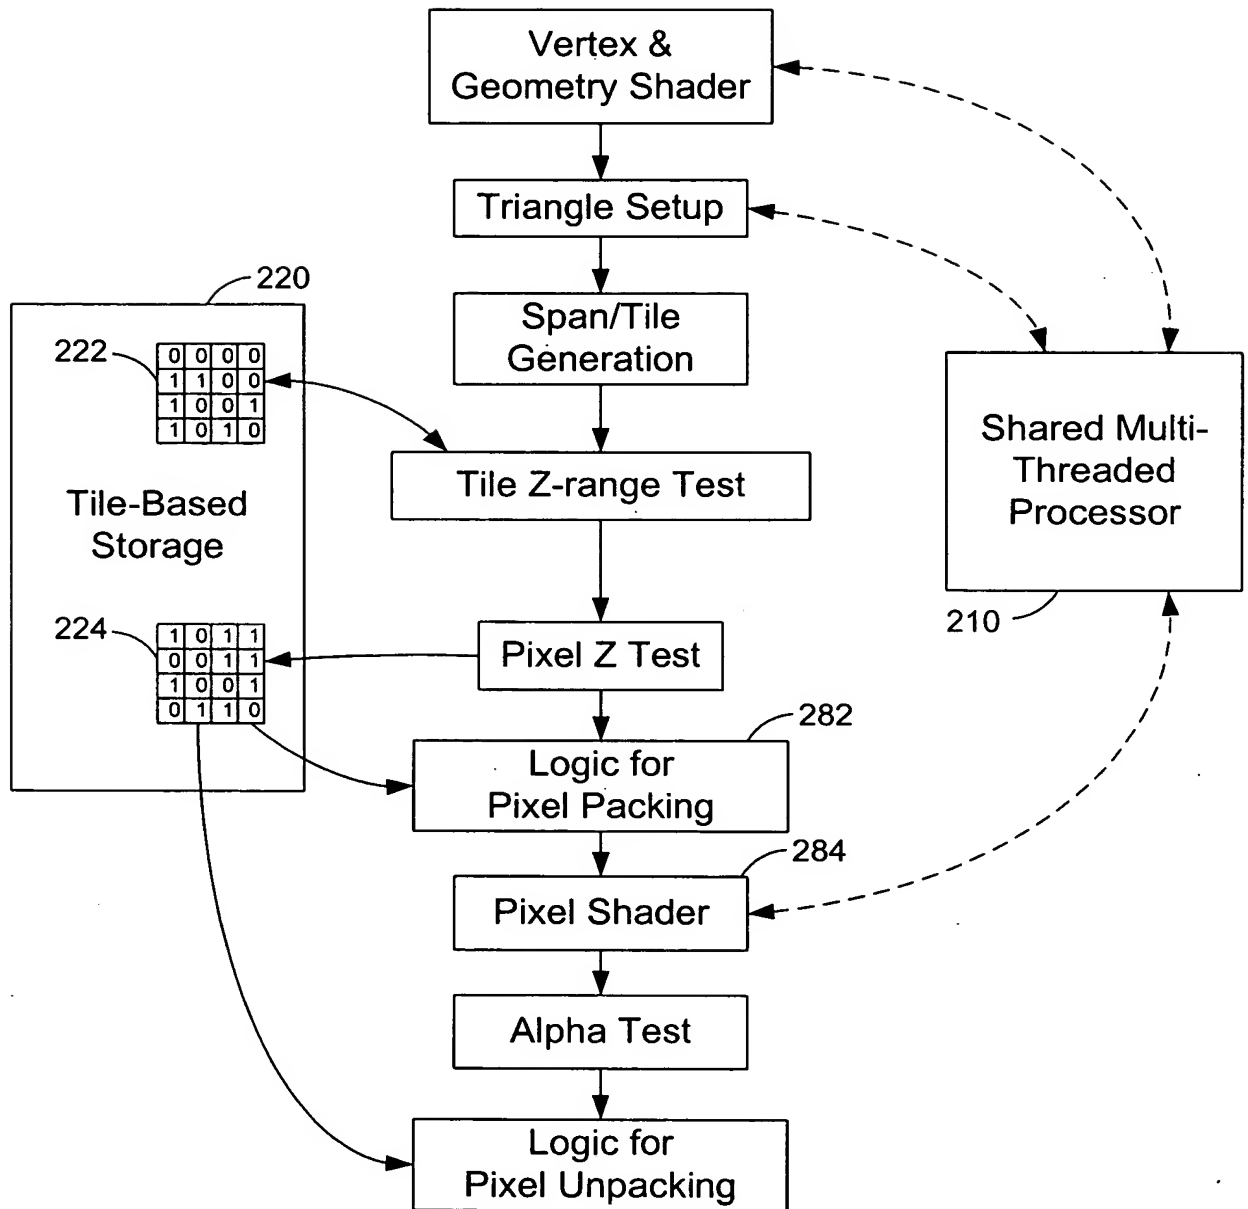 Vertex &
Geometry Shader
Triangle Setup
220
Span/Tile
Generation
222
0 0 0 0
1 1 0 0
1 0 0 1
1 0 1 0
Tile-Based
Storage
Tile Z-range Test
Shared Multi-
Threaded
Processor
210
224
1 0 1 1
0 0 1 1
1 0 0 1
0 1 1 0
Pixel Z Test
282
Logic for
Pixel Packing
284
Pixel Shader
Alpha Test
Logic for
Pixel Unpacking